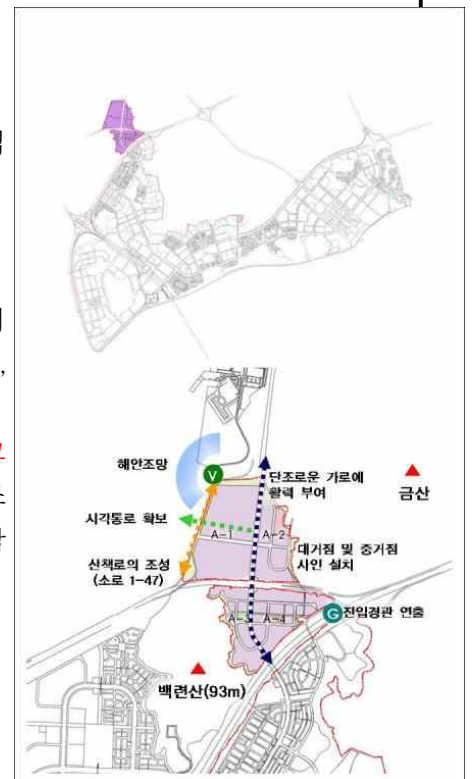 해안조망
V
단조로운 가로에
활력 부여
금산
시각통로 확보
A-1
A-2
대거점 및 중거점
사인 설치
산책로의 조성
(소로 1-47)
A-3
A-4
G
진입경관 연출
백련산(93m)